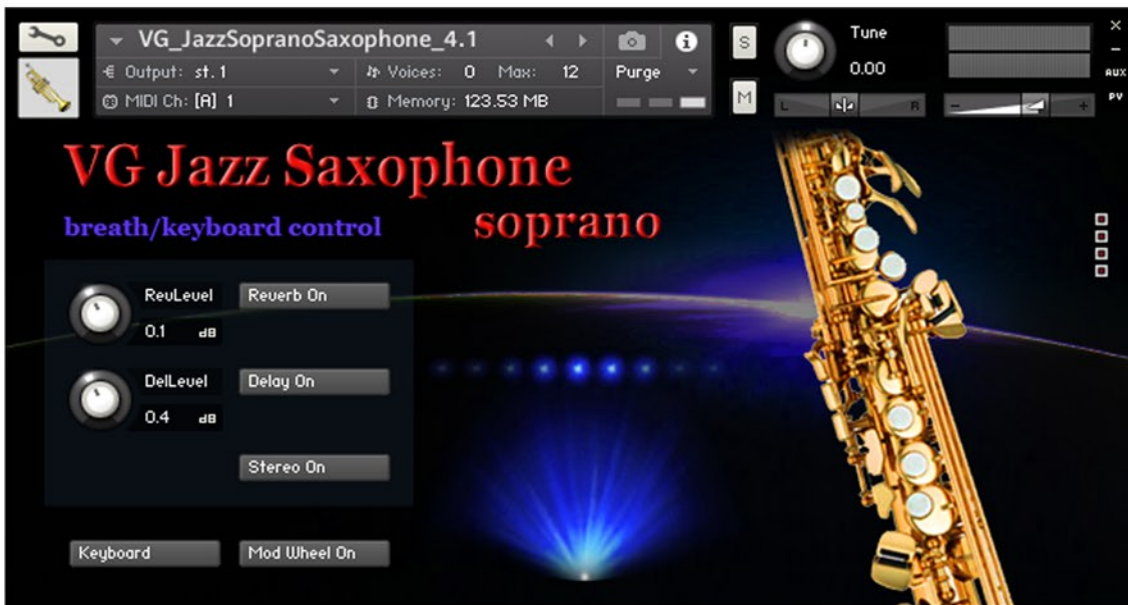 VG_JazzSopranoSaxophone_4.1
i
S
Tune
0.00
Output: st.1
Voices: 0 Max: 12
Purge
AUX
MIDI Ch: [A] 1
Memory: 123.53 MB
M
L
R
-
+
PV
VG Jazz Saxophone
soprano
breath/keyboard control
RevLevel
Reverb On
0.1 dB
DelLevel
Delay On
0.4 dB
Stereo On
Keyboard
Mod Wheel On